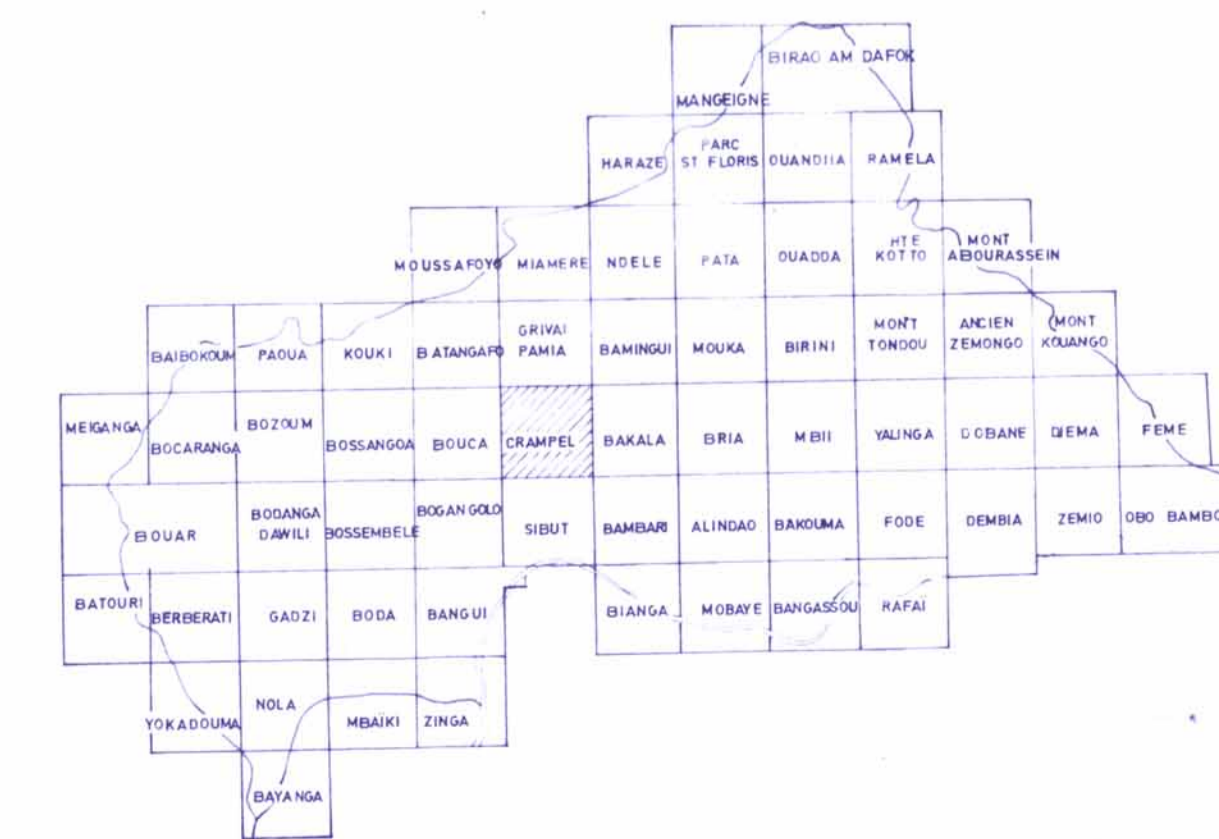 BIRAO AM DAFOK
MANGEIGNE
HARAZE
PARC
ST FLORIS
OUANDJIA
RAMELA
MOUSSAFOYO
MIAMERE
NDELE
PATA
OUADDA
HTE
KOTTO
MONT
ABOURASSEIN
BAIBOKOUM
PAOUA
KOUKI
BATANGAFO
GRIVAI
PAMIA
BAMINGUI
MOUKA
BIRINI
MONT
TONDOU
ANCIEN
ZEMONGO
MONT
KOUANGO
MEIGANGA
BOCARANGA
BOZOUM
BOSSANGOA
BOUCA
CRAMPEL
BAKALA
BRIA
MBII
YALINGA
DOBANE
DJEMA
FEME
BOUAR
BODANGA
DAWILI
BOSSEMBELE
BOGANGOLO
SIBUT
BAMBARI
ALINDAO
BAKOUMA
FODE
DEMBIA
ZEMIO
OBO BAMBO
BATOURI
BERBERATI
GADZI
BODA
BANGUI
BIANGA
MOBAYE
BANGASSOU
RAFAÏ
YOKADOUMA
NOLA
MBAÏKI
ZINGA
BAYANGA